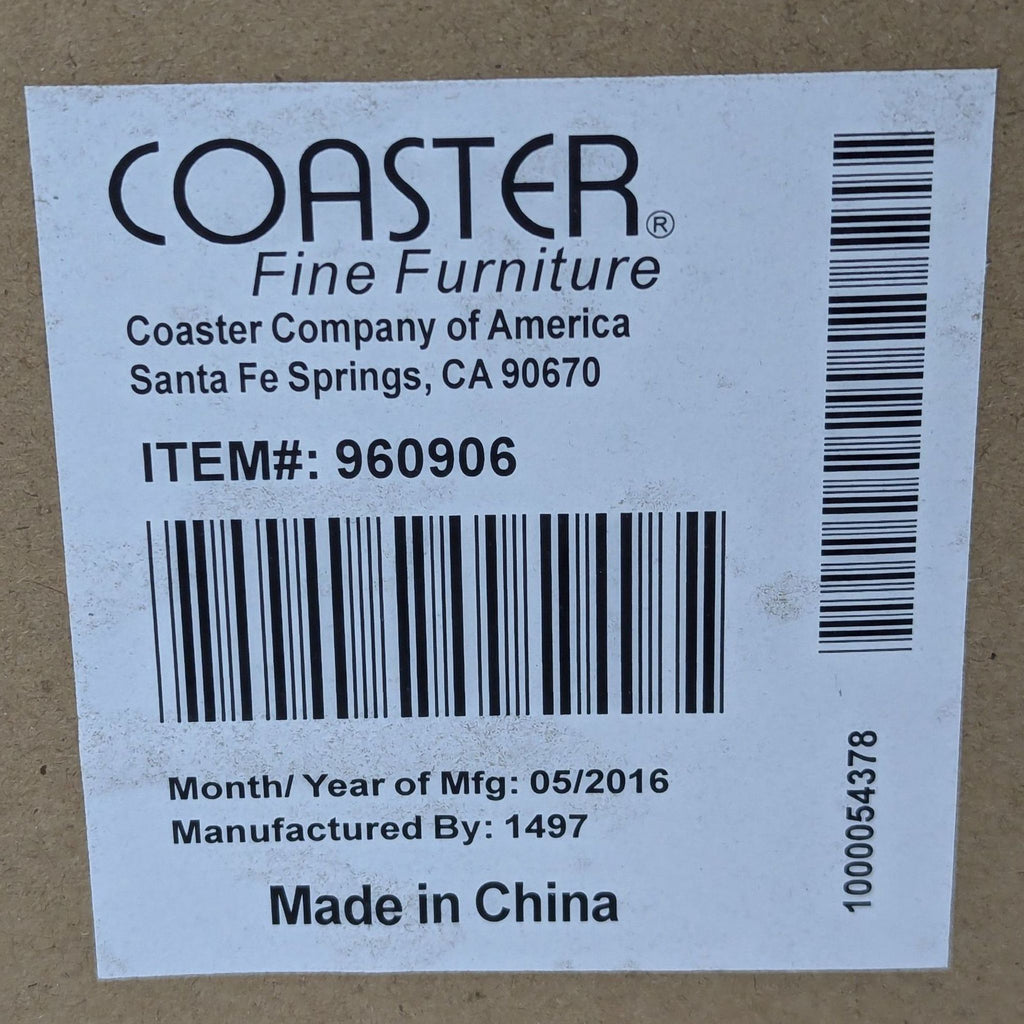 COASTER®
Fine Furniture
Coaster Company of America
Santa Fe Springs, CA 90670
ITEM#: 960906
Month/ Year of Mfg: 05/2016
Manufactured By: 1497
Made in China
1000054378